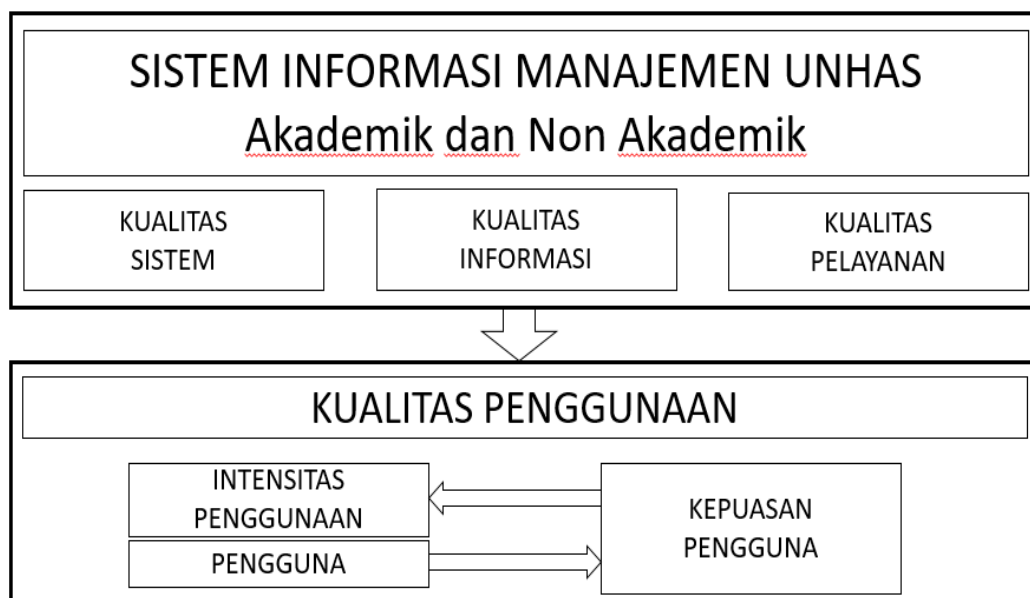 SISTEM INFORMASI MANAJEMEN UNHAS
Akademik dan Non Akademik
KUALITAS
SISTEM
KUALITAS
INFORMASI
KUALITAS
PELAYANAN
KUALITAS PENGGUNAAN
INTENSITAS
PENGGUNAAN
PENGGUNA
KEPUASAN
PENGGUNA